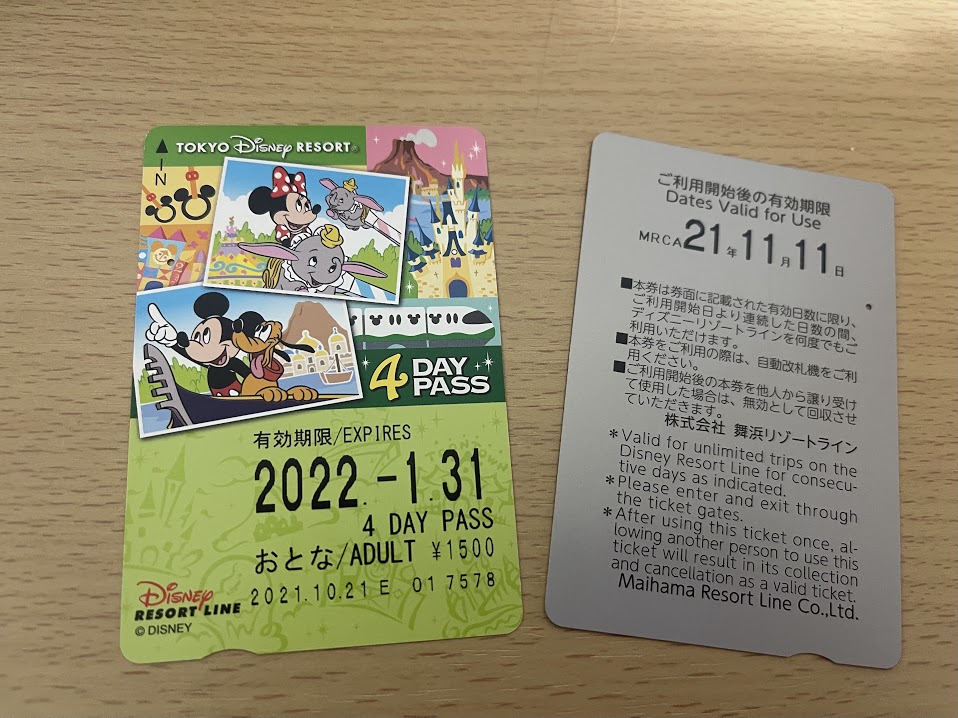 TOKYO Disney RESORT®
N
4 DAY PASS
有効期限/EXPIRES
2022.-1.31
4 DAY PASS
おとな/ADULT ¥1500
2021.10.21 E 01 7578
Disney
RESORT LINE
© DISNEY
ご利用開始後の有効期限
Dates Valid for Use
MRCA 21年 11月 11日
■本券は券面に記載された有効日数に限り、
ご利用開始日より連続した日数の間、
ディズニーリゾートラインを何度でもご
利用いただけます。
■本券をご利用の際は、自動改札機をご利
用ください。
■ご利用開始後の本券を他人から譲り受け
て使用した場合は、無効として回収させ
ていただきます。
株式会社 舞浜リゾートライン
*Valid for unlimited trips on the
Disney Resort Line for consecu-
tive days as indicated.
*Please enter and exit through
the ticket gates.
*After using this ticket once, al-
lowing another person to use this
ticket will result in its collection
and cancellation as a valid ticket.
Maihama Resort Line Co.,Ltd.